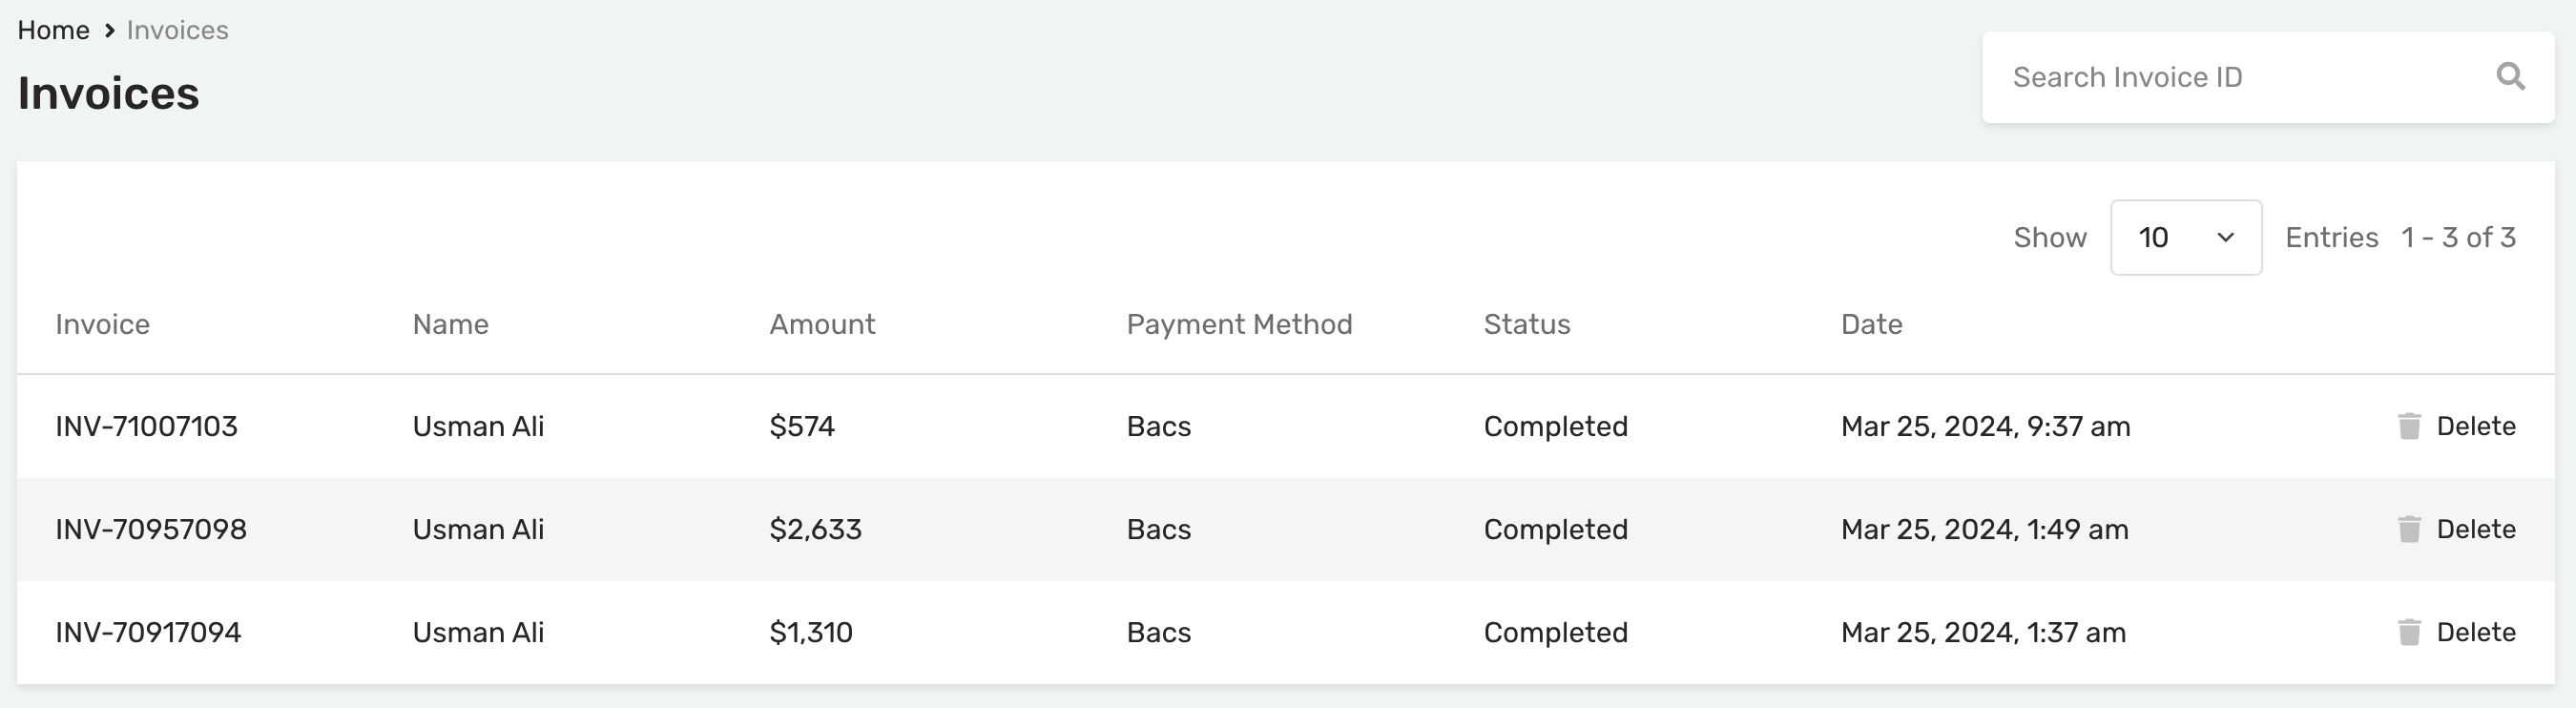 Home > Invoices
Invoices
Search Invoice ID
Show 10 Entries 1 - 3 of 3
Invoice Name Amount Payment Method Status Date
INV-71007103 Usman Ali $574 Bacs Completed Mar 25, 2024, 9:37 am Delete
INV-70957098 Usman Ali $2,633 Bacs Completed Mar 25, 2024, 1:49 am Delete
INV-70917094 Usman Ali $1,310 Bacs Completed Mar 25, 2024, 1:37 am Delete